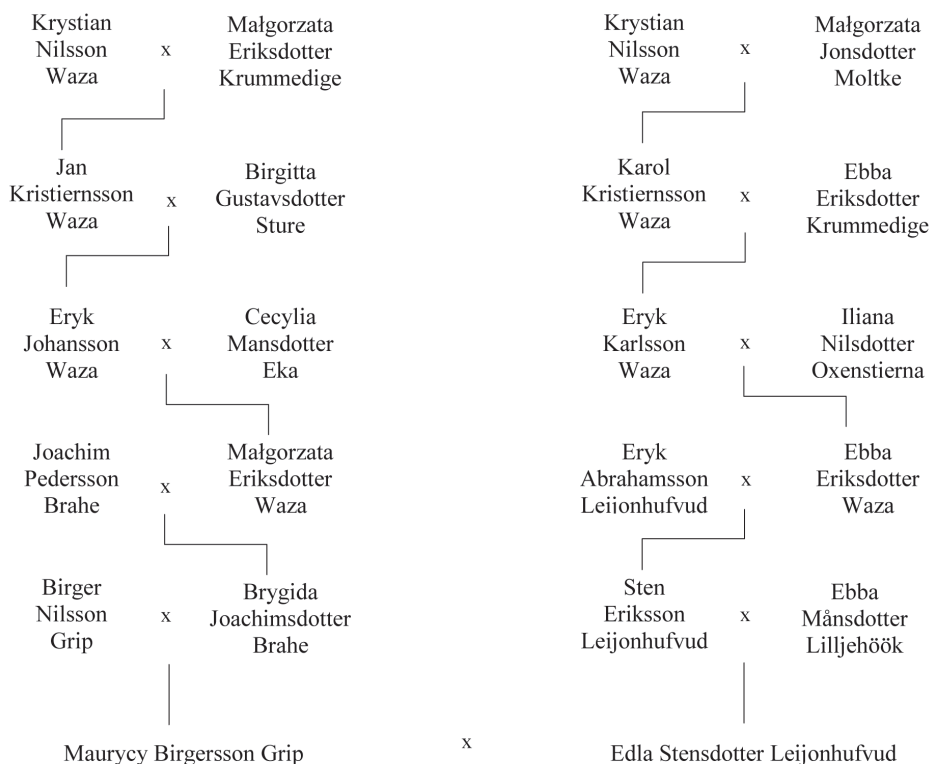 Krystian
Nilsson
Waza
x
Małgorzata
Eriksdotter
Krummedige
Krystian
Nilsson
Waza
x
Małgorzata
Jonsdotter
Moltke
Jan
Kristiernsson
Waza
x
Birgitta
Gustavsdotter
Sture
Karol
Kristiernsson
Waza
x
Ebba
Eriksdotter
Krummedige
Eryk
Johansson
Waza
x
Cecylia
Mansdotter
Eka
Eryk
Karlsson
Waza
x
Iliana
Nilsdotter
Oxenstierna
Joachim
Pedersson
Brahe
x
Małgorzata
Eriksdotter
Waza
Eryk
Abrahamsson
Leijonhufvud
x
Ebba
Eriksdotter
Waza
Birger
Nilsson
Grip
x
Brygida
Joachimsdotter
Brahe
Sten
Eriksson
Leijonhufvud
x
Ebba
Månsdotter
Lilljehöök
Maurycy Birgersson Grip
x
Edla Stensdotter Leijonhufvud